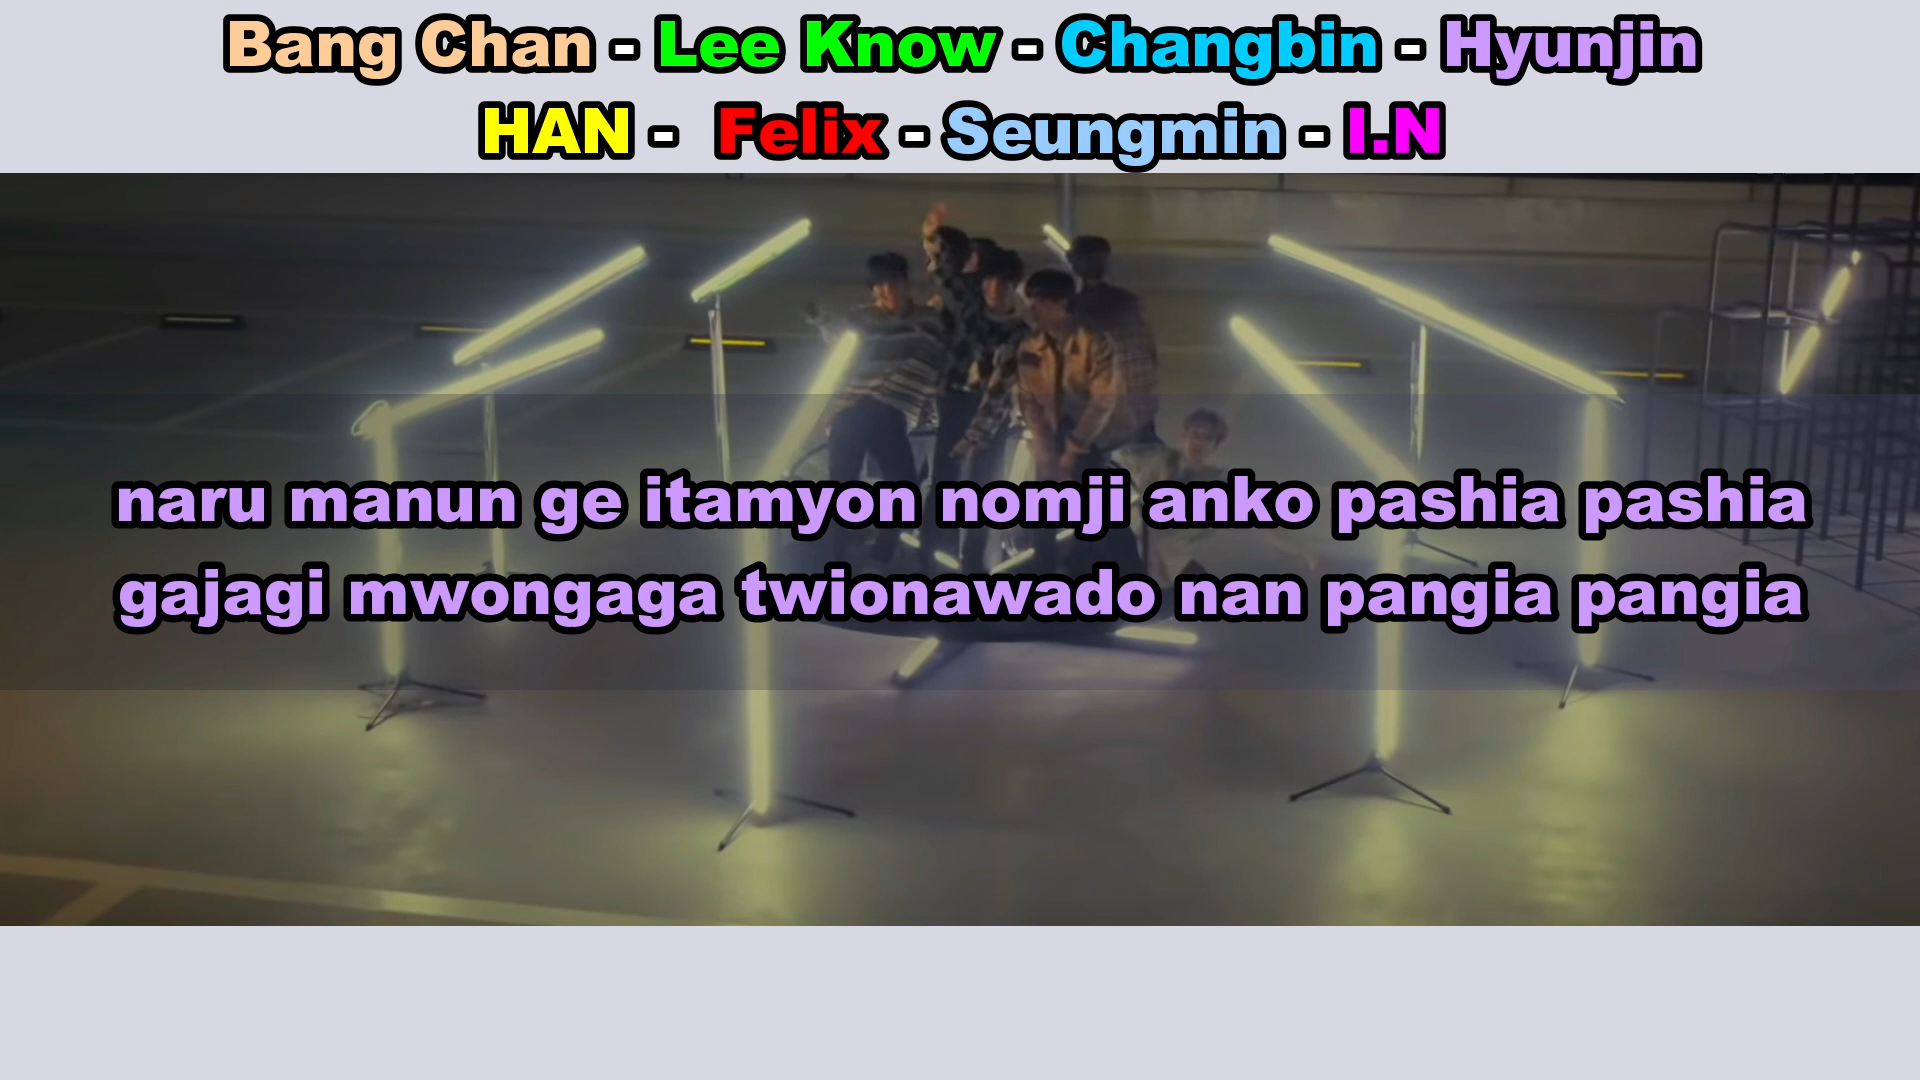 Bang Chan - Lee Know - Changbin - Hyunjin
HAN - Felix - Seungmin - I.N
naru manun ge itamyon nomji anko pashia pashia
gajagi mwongaga twionawado nan pangia pangia